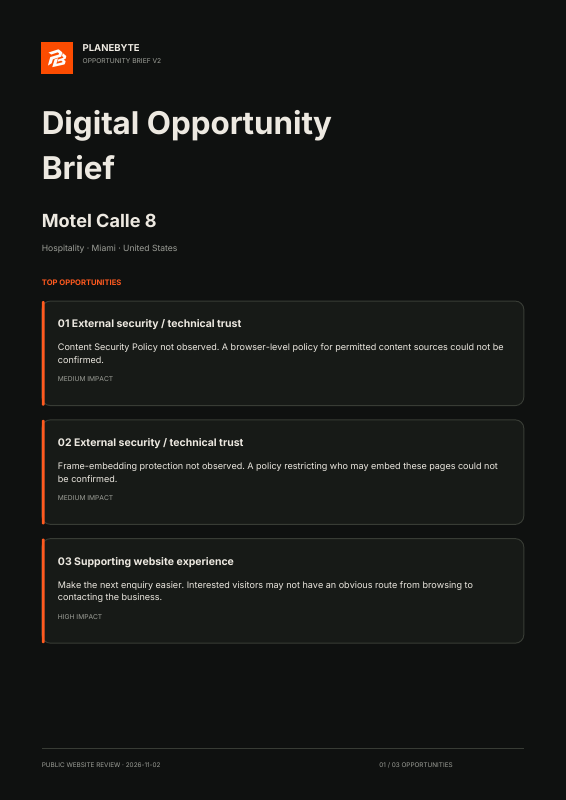 PLANEBYTE
OPPORTUNITY BRIEF V2
Digital Opportunity
Brief
Motel Calle 8
Hospitality · Miami · United States
TOP OPPORTUNITIES
01 External security / technical trust
Content Security Policy not observed. A browser-level policy for permitted content sources could not be
confirmed.
MEDIUM IMPACT
02 External security / technical trust
Frame-embedding protection not observed. A policy restricting who may embed these pages could not
be confirmed.
MEDIUM IMPACT
03 Supporting website experience
Make the next enquiry easier. Interested visitors may not have an obvious route from browsing to
contacting the business.
HIGH IMPACT
PUBLIC WEBSITE REVIEW · 2026-11-02
01 / 03 OPPORTUNITIES